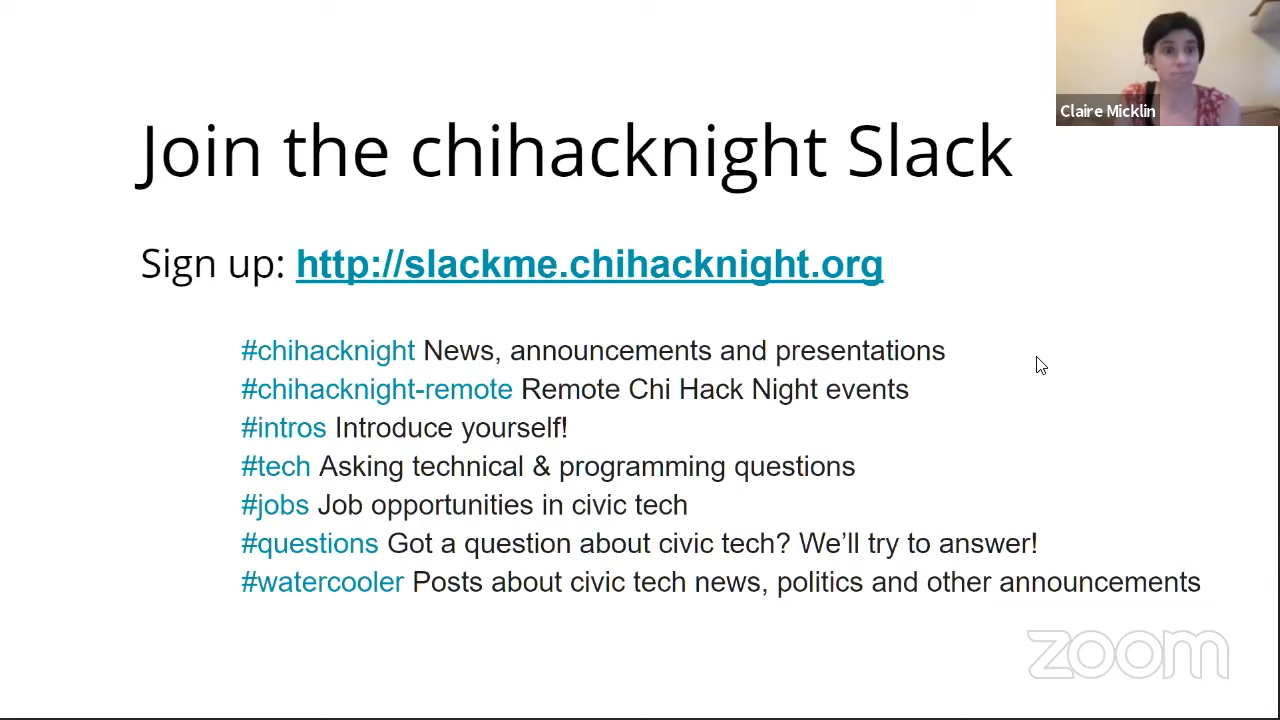 Claire Micklin
Join the chihacknight Slack
Sign up: http://slackme.chihacknight.org
#chihacknight News, announcements and presentations
#chihacknight-remote Remote Chi Hack Night events
#intros Introduce yourself!
#tech Asking technical & programming questions
#jobs Job opportunities in civic tech
#questions Got a question about civic tech? We’ll try to answer!
#watercooler Posts about civic tech news, politics and other announcements
zoom